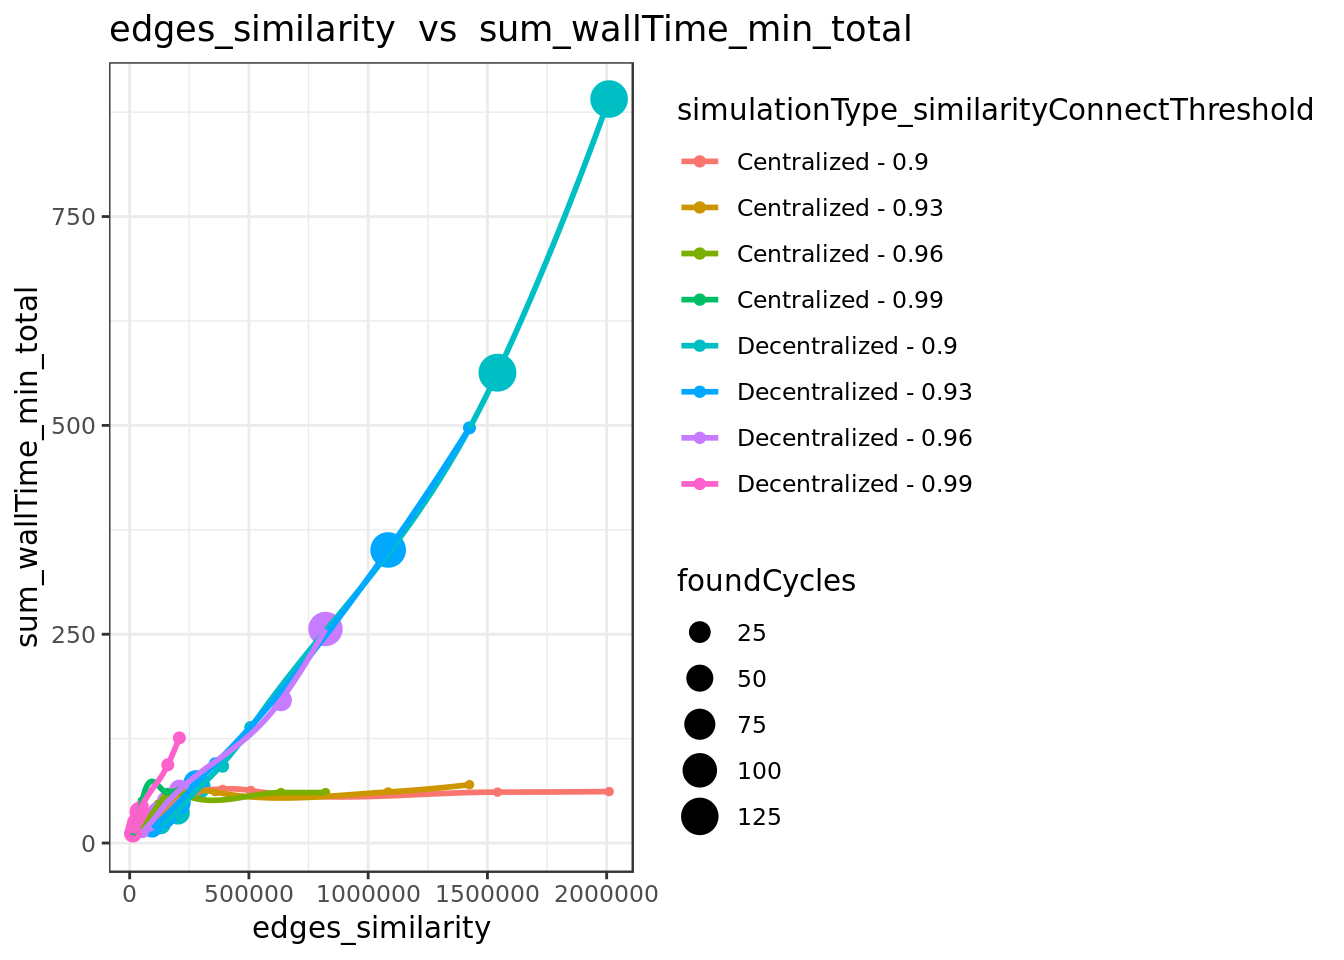 edges_similarity vs sum_wallTime_min_total
sum_wallTime_min_total
750
500
250
0
0
500000
1000000
1500000
2000000
edges_similarity
simulationType_similarityConnectThreshold
Centralized - 0.9
Centralized - 0.93
Centralized - 0.96
Centralized - 0.99
Decentralized - 0.9
Decentralized - 0.93
Decentralized - 0.96
Decentralized - 0.99
foundCycles
25
50
75
100
125